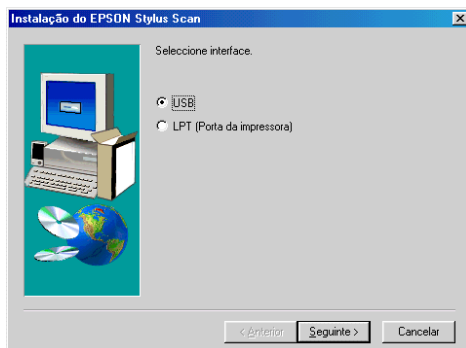 Instalação do EPSON Stylus Scan
Seleccione interface.
USB
LPT (Porta da impressora)
< Anterior
Seguinte >
Cancelar